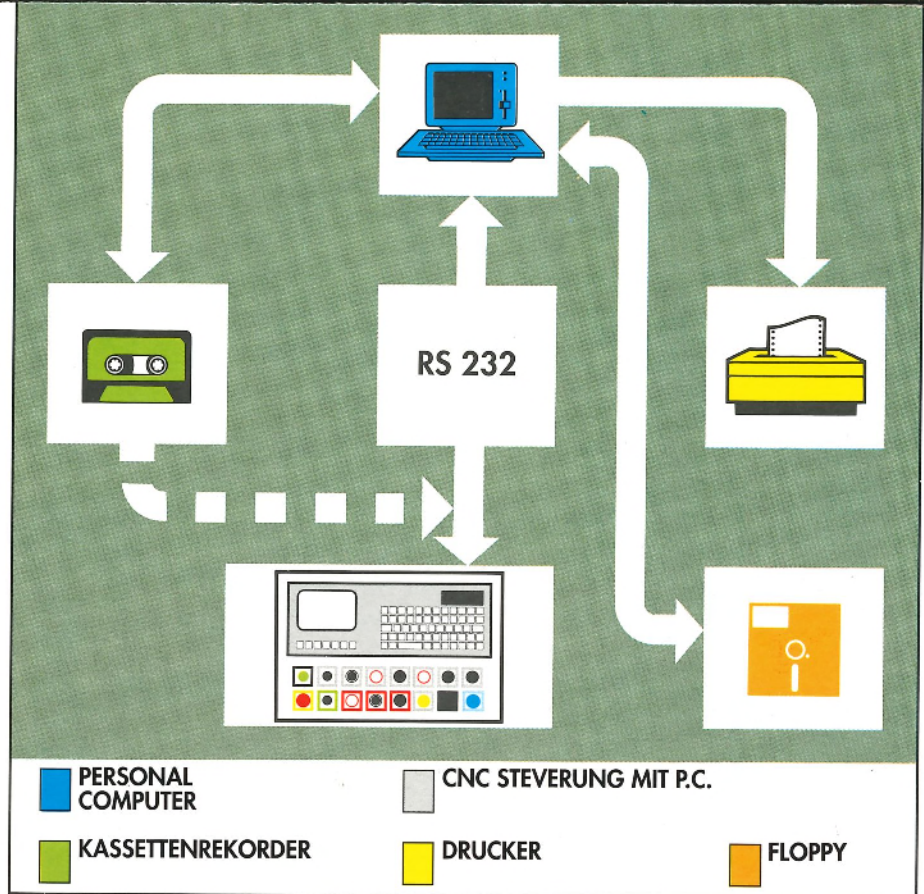 RS 232
PERSONAL
COMPUTER
CNC STEVERUNG MIT P.C.
KASSETTENREKORDER
DRUCKER
FLOPPY